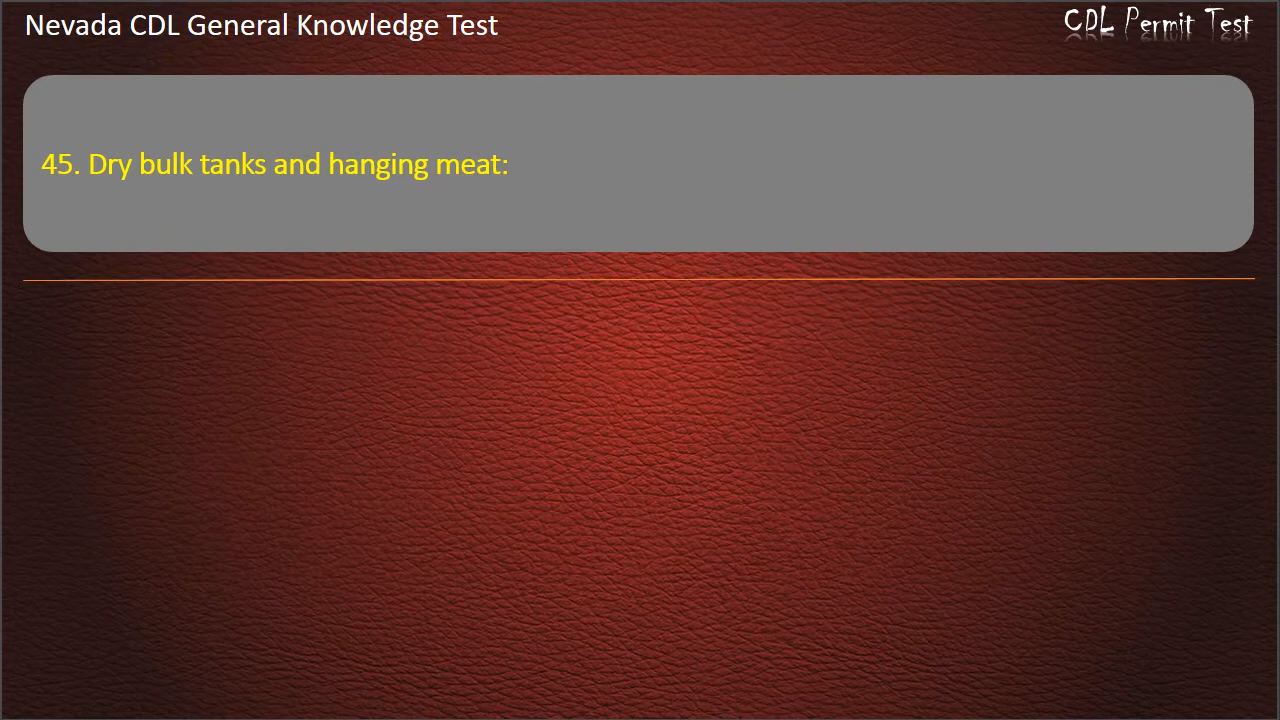 Nevada CDL General Knowledge Test
CDL Permit Test
45. Dry bulk tanks and hanging meat: